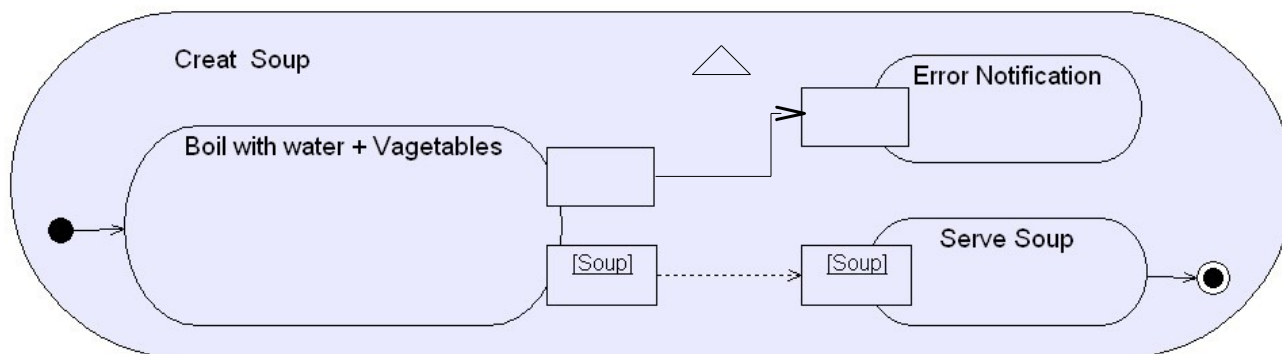 Creat Soup
Error Notification
Boil with water + Vagetables
Serve Soup
[Soup]
[Soup]